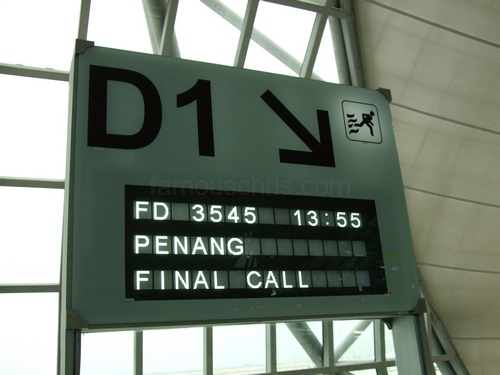 D1
famouschris.com
FD 3545 13:55
PENANG
FINAL CALL